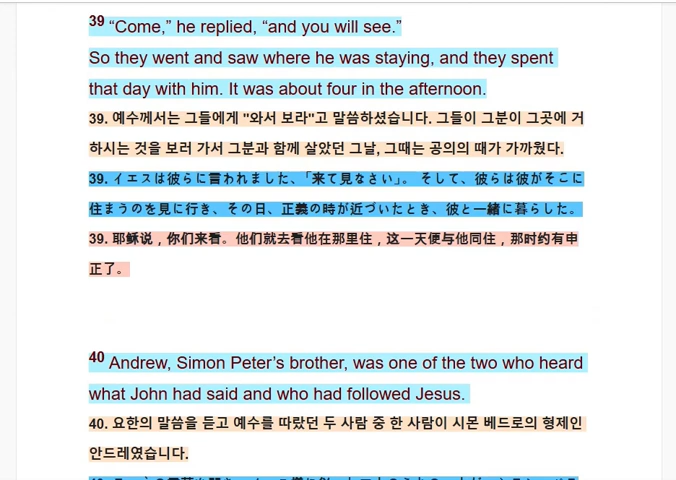 39 “Come,” he replied, “and you will see.”
So they went and saw where he was staying, and they spent
that day with him. It was about four in the afternoon.
39. 예수께서는 그들에게 "와서 보라"고 말씀하셨습니다. 그들이 그분이 그곳에 거
하시는 것을 보러 가서 그분과 함께 살았던 그날, 그때는 공의의 때가 가까웠다.
39. イエスは彼らに言われました、「来て見なさい」。 そして、彼らは彼がそこに
住まうのを見に行き、その日、正義の時が近づいたとき、彼と一緒に暮らした。
39. 耶稣说，你们来看。他们就去看他在那里住，这一天便与他同住，那时约有申
正了。
40 Andrew, Simon Peter’s brother, was one of the two who heard
what John had said and who had followed Jesus.
40. 요한의 말씀을 듣고 예수를 따랐던 두 사람 중 한 사람이 시몬 베드로의 형제인
안드레였습니다.